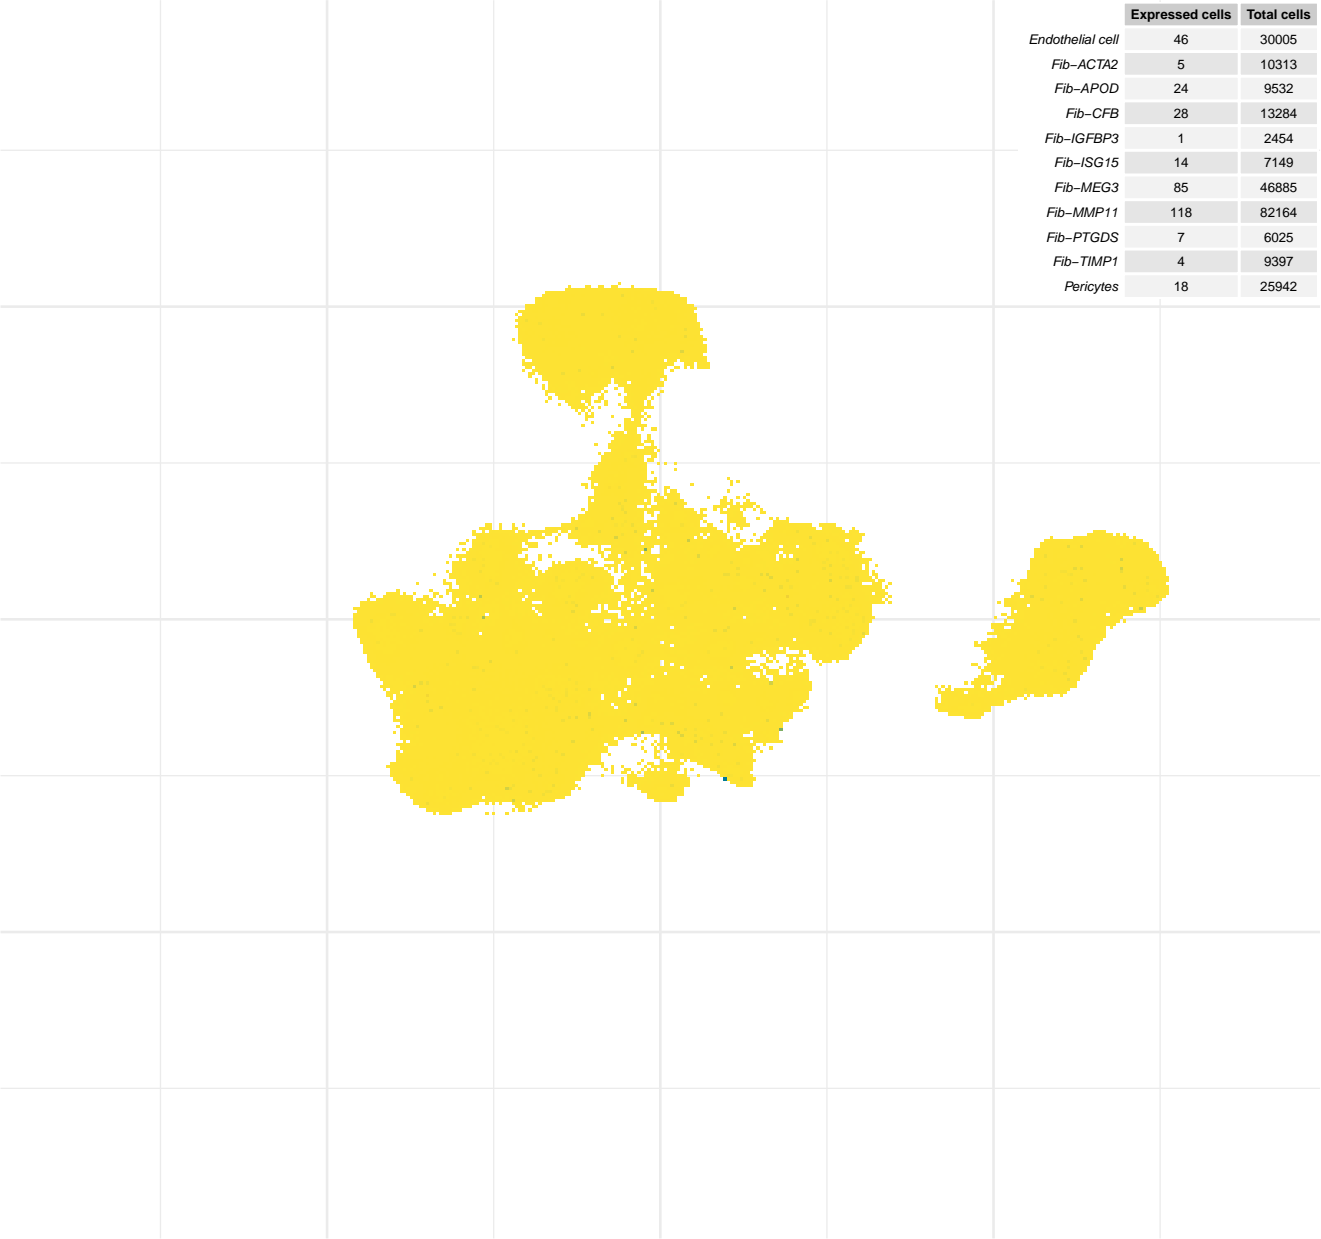 Expressed cells Total cells
Endothelial cell 46 30005
Fib−ACTA2 5 10313
Fib−APOD 24 9532
Fib−CFB 28 13284
Fib−IGFBP3 1 2454
Fib−ISG15 14 7149
Fib−MEG3 85 46885
Fib−MMP11 118 82164
Fib−PTGDS 7 6025
Fib−TIMP1 4 9397
Pericytes 18 25942